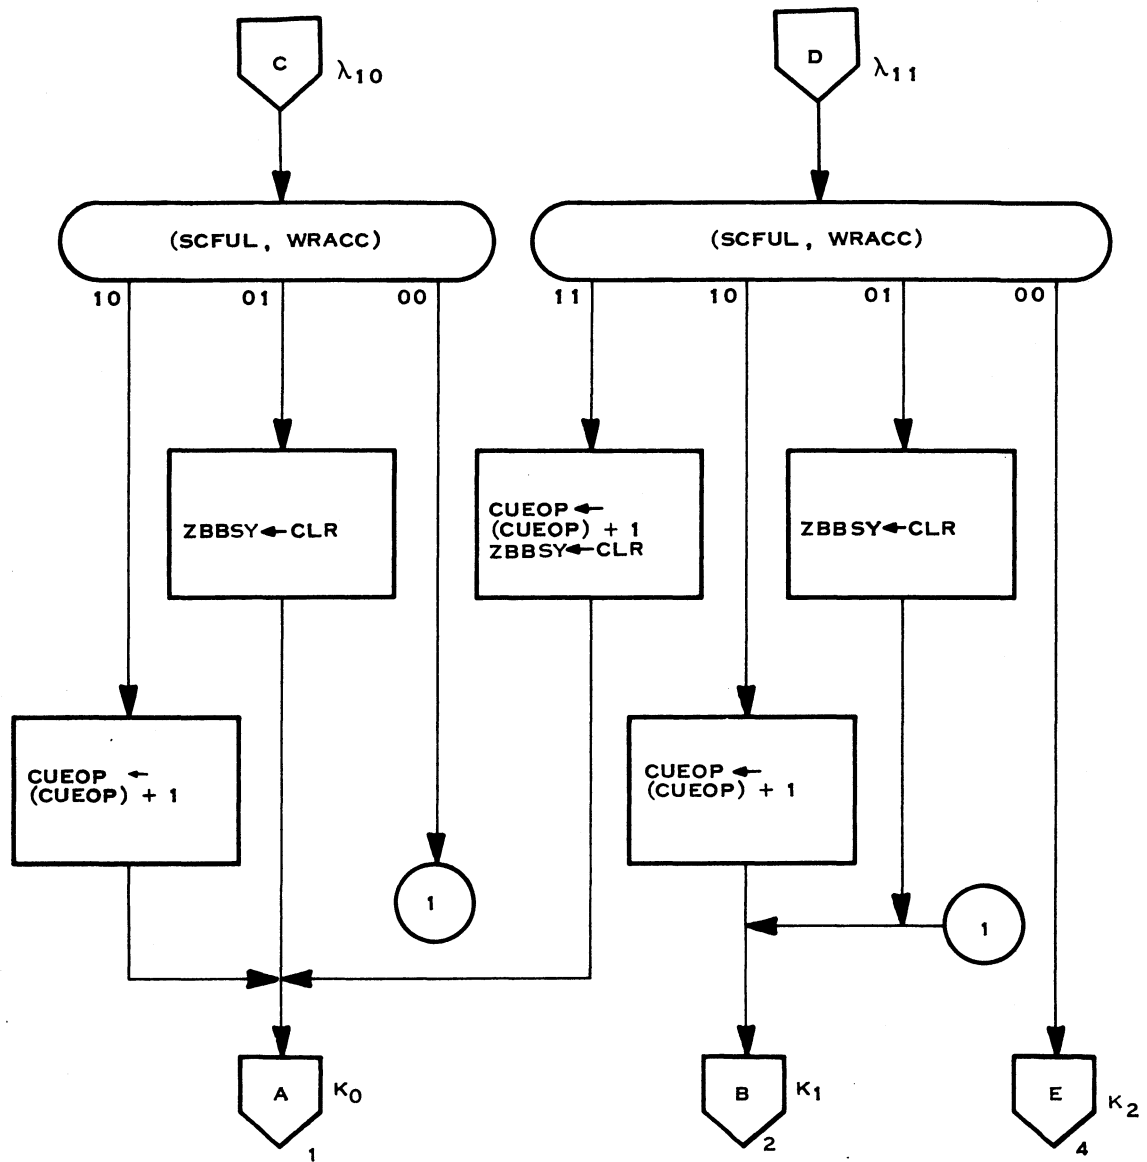 C
λ10
D
λ11
(SCFUL, WRACC)
(SCFUL, WRACC)
10
01
00
11
10
01
00
ZBBSY←CLR
CUEOP←
(CUEOP) + 1
ZBBSY←CLR
ZBBSY←CLR
CUEOP ←
(CUEOP) + 1
CUEOP←
(CUEOP) + 1
1
1
A
K0
1
B
K1
2
E
K2
4